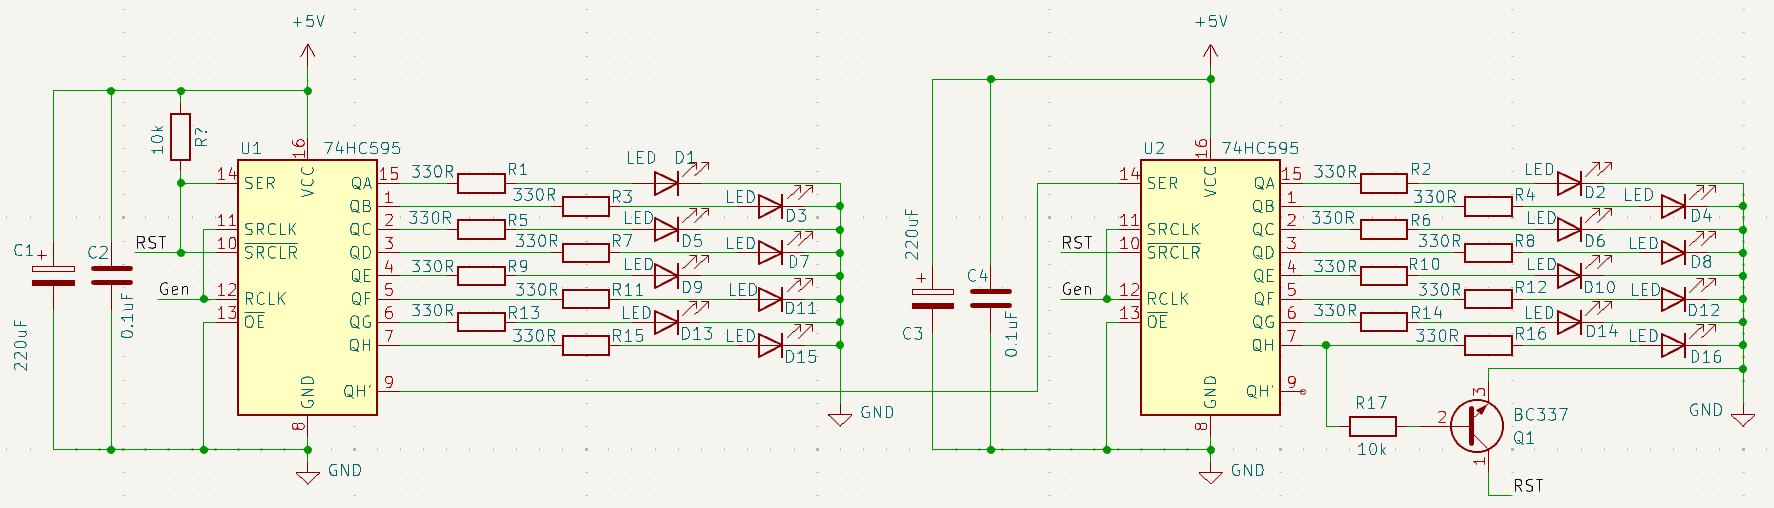 +5V
10k
R?
U1
74HC595
16
VCC
14
SER
11
SRCLK
RST
10
SRCLR
Gen
12
RCLK
13
OE
GND
8
GND
QA
15
QB
1
QC
2
QD
3
QE
4
QF
5
QG
6
QH
7
QH'
9
C1
+
220uF
C2
0.1uF
330R
R1
LED
D1
330R
R3
LED
D3
330R
R5
LED
D5
330R
R7
LED
D7
330R
R9
LED
D9
330R
R11
LED
D11
330R
R13
LED
D13
330R
R15
LED
D15
GND
+5V
220uF
+
C3
C4
0.1uF
U2
74HC595
16
VCC
14
SER
11
SRCLK
RST
10
SRCLR
Gen
12
RCLK
13
OE
GND
8
GND
QA
15
QB
1
QC
2
QD
3
QE
4
QF
5
QG
6
QH
7
QH'
9
330R
R2
LED
D2
330R
R4
LED
D4
330R
R6
LED
D6
330R
R8
LED
D8
330R
R10
LED
D10
330R
R12
LED
D12
330R
R14
LED
D14
330R
R16
LED
D16
R17
10k
2
3
1
BC337
Q1
RST
GND